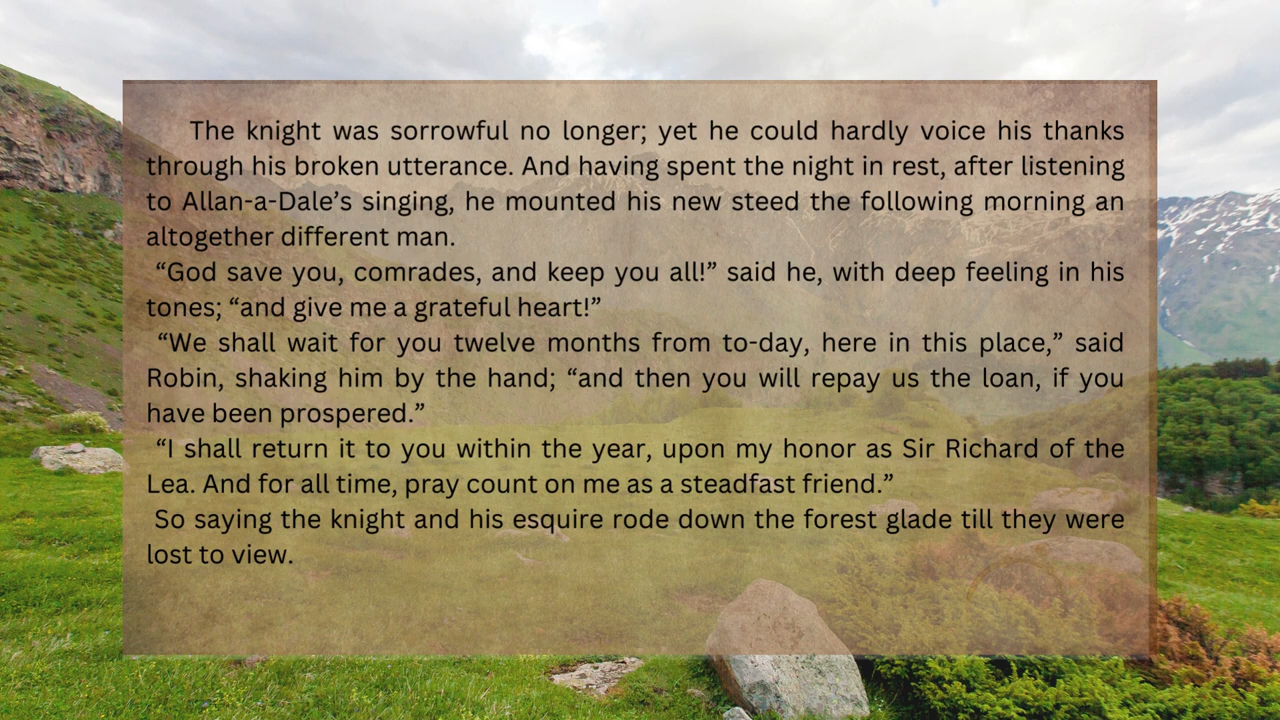 The knight was sorrowful no longer; yet he could hardly voice his thanks
through his broken utterance. And having spent the night in rest, after listening
to Allan-a-Dale’s singing, he mounted his new steed the following morning an
altogether different man.
“God save you, comrades, and keep you all!” said he, with deep feeling in his
tones; “and give me a grateful heart!”
“We shall wait for you twelve months from to-day, here in this place,” said
Robin, shaking him by the hand; “and then you will repay us the loan, if you
have been prospered.”
“I shall return it to you within the year, upon my honor as Sir Richard of the
Lea. And for all time, pray count on me as a steadfast friend.”
So saying the knight and his esquire rode down the forest glade till they were
lost to view.